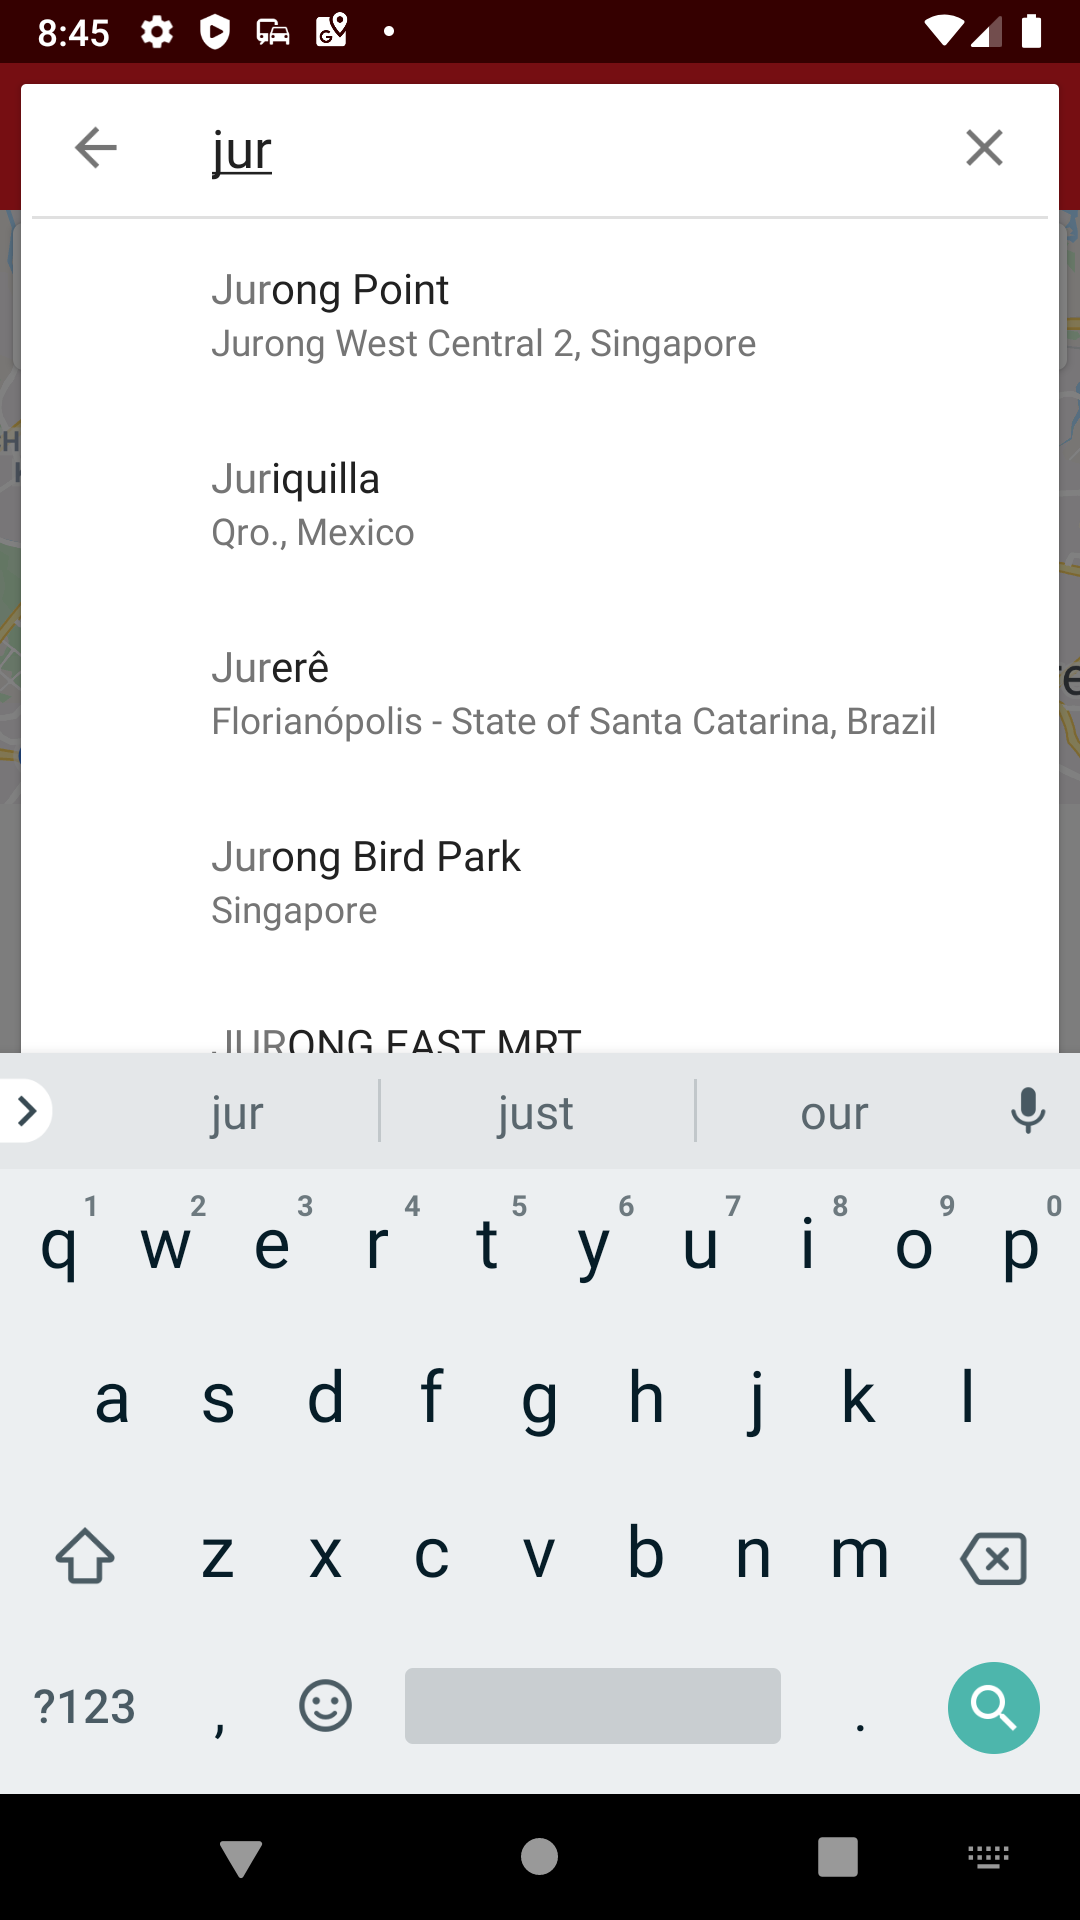 8:45
jur
Jurong Point
Jurong West Central 2, Singapore
Juriquilla
Qro., Mexico
Jurerê
Florianópolis - State of Santa Catarina, Brazil
Jurong Bird Park
Singapore
JURONG EAST MRT
jur just our
1 2 3 4 5 6 7 8 9 0
q w e r t y u i o p
a s d f g h j k l
z x c v b n m
?123 , .